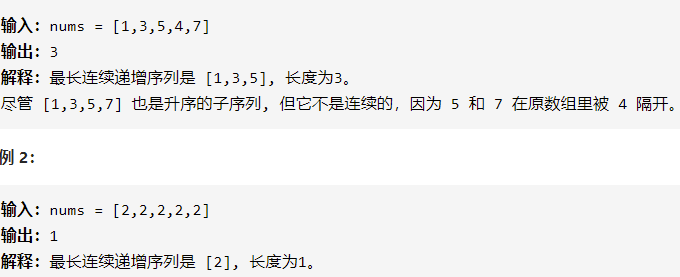 输入：nums = [1,3,5,4,7]
输出：3
解释：最长连续递增序列是 [1,3,5], 长度为3。
尽管 [1,3,5,7] 也是升序的子序列, 但它不是连续的，因为 5 和 7 在原数组里被 4 隔开。
例 2：
输入：nums = [2,2,2,2,2]
输出：1
解释：最长连续递增序列是 [2], 长度为1。